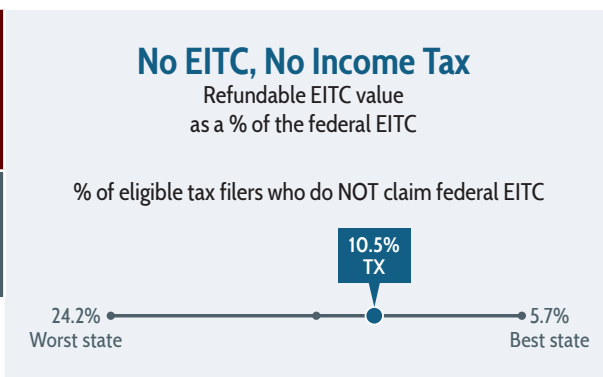 No EITC, No Income Tax
Refundable EITC value
as a % of the federal EITC
% of eligible tax filers who do NOT claim federal EITC
10.5%
TX
24.2%
Worst state
5.7%
Best state